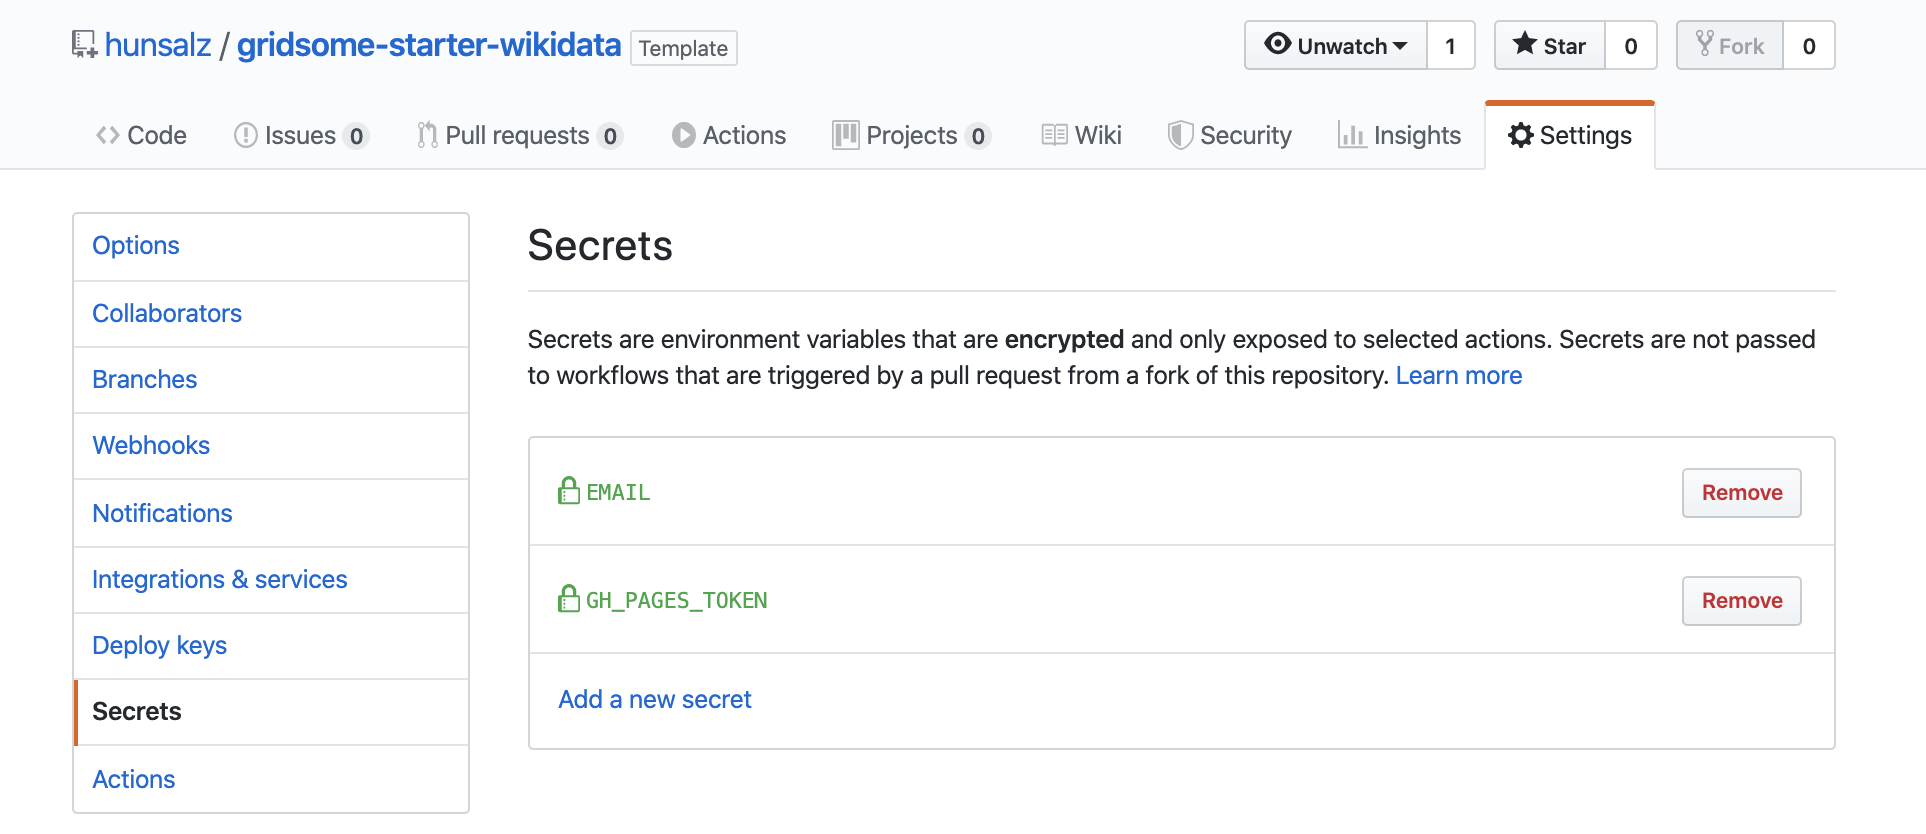 hunsalz / gridsome-starter-wikidata Template Unwatch 1 Star 0 Fork 0
Code Issues 0 Pull requests 0 Actions Projects 0 Wiki Security Insights Settings
Options
Collaborators
Branches
Webhooks
Notifications
Integrations & services
Deploy keys
Secrets
Actions
Secrets
Secrets are environment variables that are encrypted and only exposed to selected actions. Secrets are not passed
to workflows that are triggered by a pull request from a fork of this repository. Learn more
EMAIL Remove
GH_PAGES_TOKEN Remove
Add a new secret